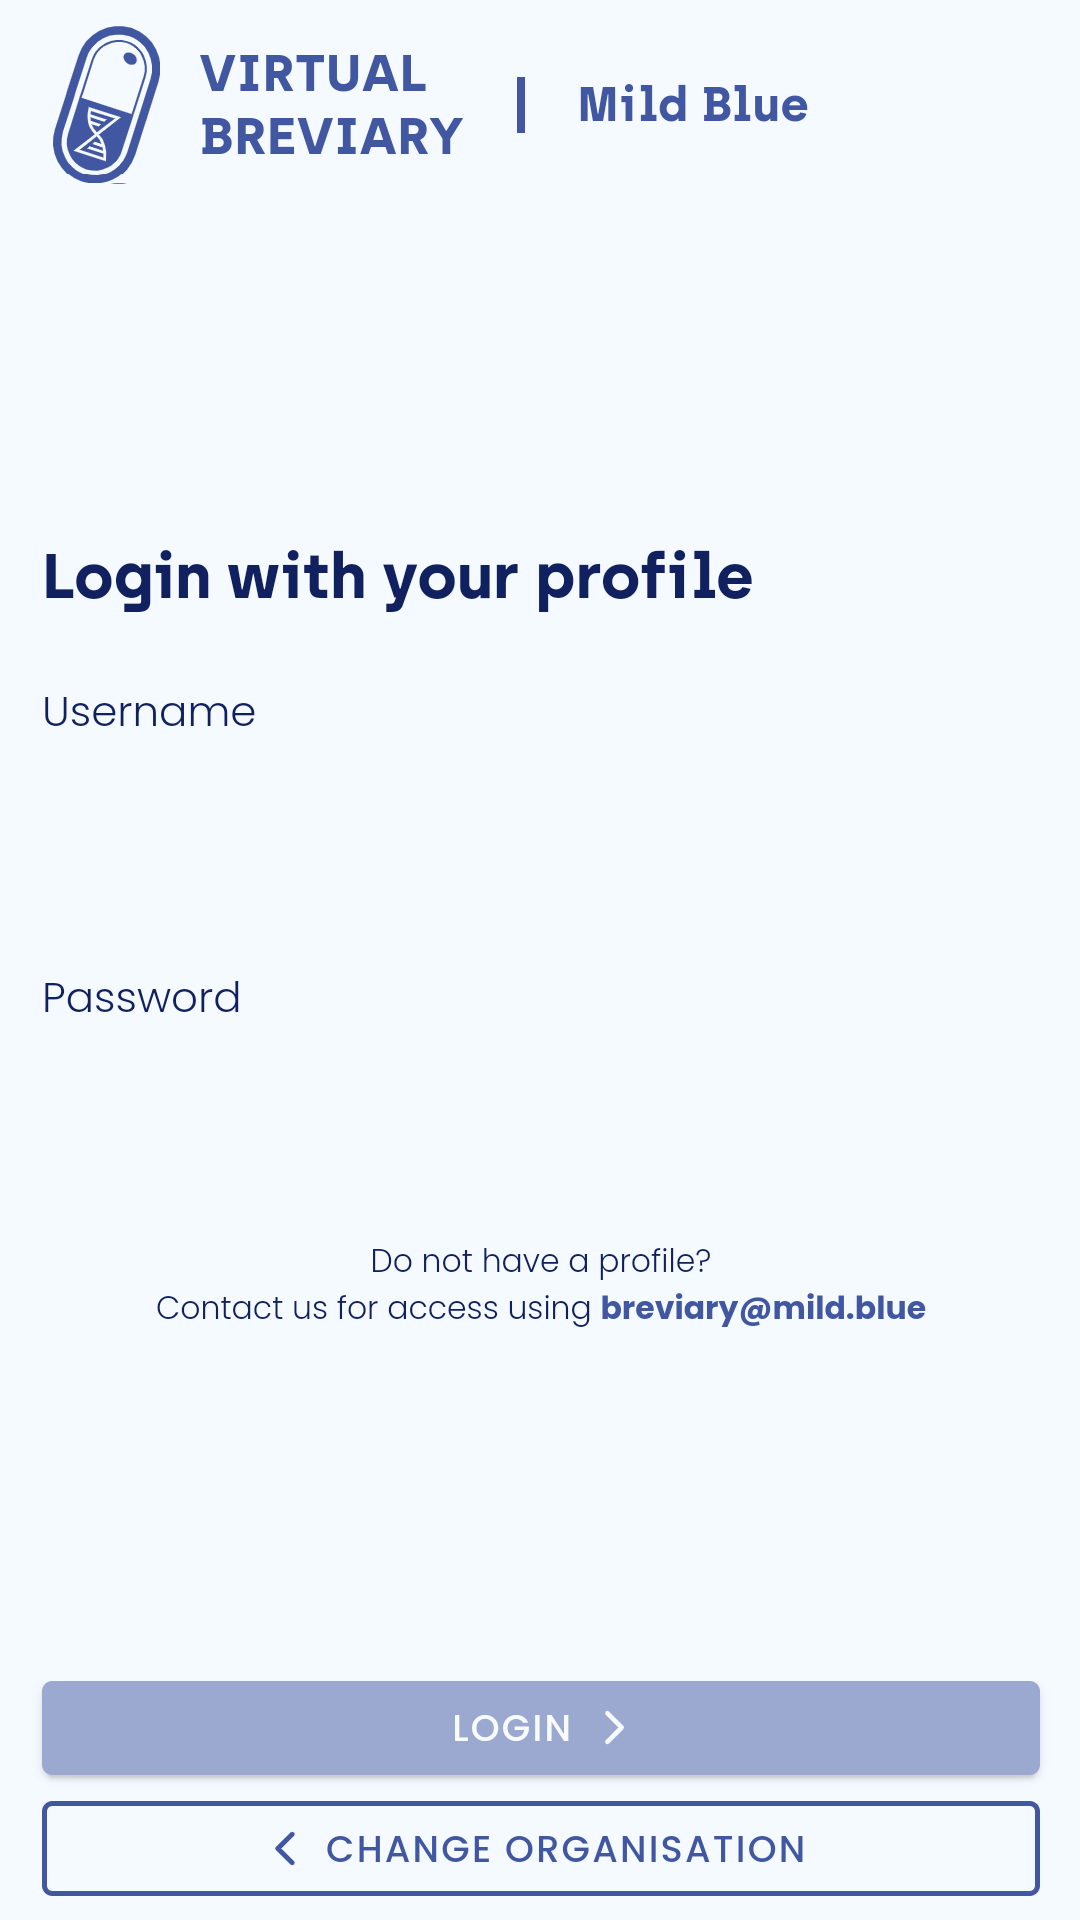 VIRTUAL
BREVIARY
Mild Blue
Login with your profile
Username
Password
Do not have a profile?
Contact us for access using breviary@mild.blue
LOGIN
CHANGE ORGANISATION